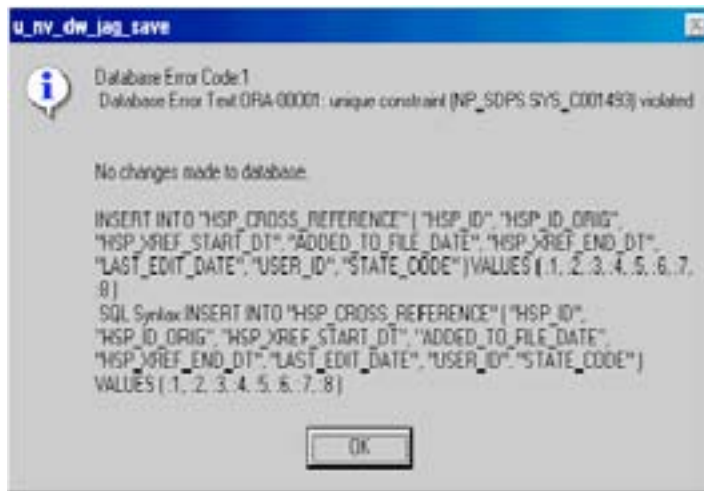 u_nv_dw_jag_save
Database Error Code:1
Database Error Text:ORA-00001: unique constraint (NP_SDPS.SYS_C001493) violated
No changes made to database.
INSERT INTO "HSP_CROSS_REFERENCE" ( "HSP_ID", "HSP_ID_ORIG",
"HSP_XREF_START_DT", "ADDED_TO_FILE_DATE", "HSP_XREF_END_DT",
"LAST_EDIT_DATE", "USER_ID", "STATE_CODE" ) VALUES ( :1, :2, :3, :4, :5, :6, :7,
:8 )
SQL Syntax:INSERT INTO "HSP_CROSS_REFERENCE" ( "HSP_ID",
"HSP_ID_ORIG", "HSP_XREF_START_DT", "ADDED_TO_FILE_DATE",
"HSP_XREF_END_DT", "LAST_EDIT_DATE", "USER_ID", "STATE_CODE" )
VALUES ( :1, :2, :3, :4, :5, :6, :7, :8 )
OK